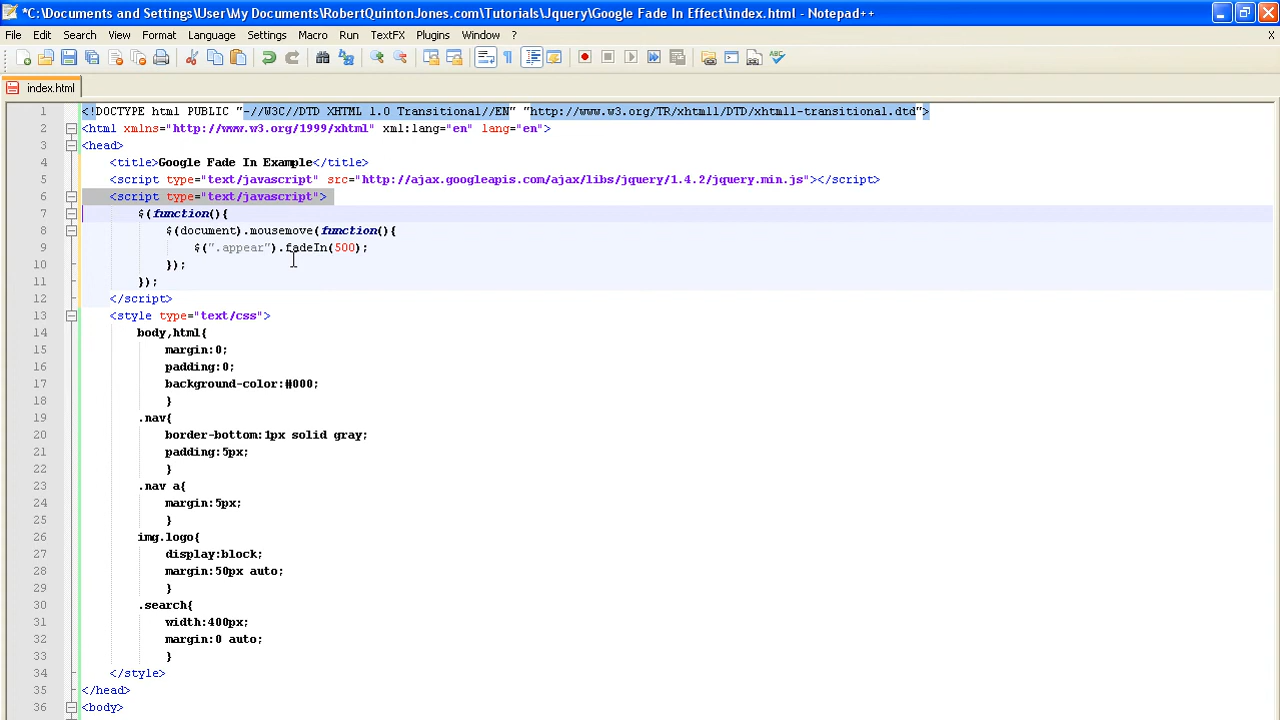 *C:\Documents and Settings\User\My Documents\RobertQuintonJones.com\Tutorials\Jquery\Google Fade In Effect\index.html - Notepad++
File Edit Search View Format Language Settings Macro Run TextFX Plugins Window ? X
index.html
1 <!DOCTYPE html PUBLIC "-//W3C//DTD XHTML 1.0 Transitional//EN" "http://www.w3.org/TR/xhtml1/DTD/xhtml1-transitional.dtd">
2 <html xmlns="http://www.w3.org/1999/xhtml" xml:lang="en" lang="en">
3 <head>
4 <title>Google Fade In Example</title>
5 <script type="text/javascript" src="http://ajax.googleapis.com/ajax/libs/jquery/1.4.2/jquery.min.js"></script>
6 <script type="text/javascript">
7 $(function(){
8 $(document).mousemove(function(){
9 $(".appear").fadeIn(500);
10 });
11 });
12 </script>
13 <style type="text/css">
14 body,html{
15 margin:0;
16 padding:0;
17 background-color:#000;
18 }
19 .nav{
20 border-bottom:1px solid gray;
21 padding:5px;
22 }
23 .nav a{
24 margin:5px;
25 }
26 img.logo{
27 display:block;
28 margin:50px auto;
29 }
30 .search{
31 width:400px;
32 margin:0 auto;
33 }
34 </style>
35 </head>
36 <body>